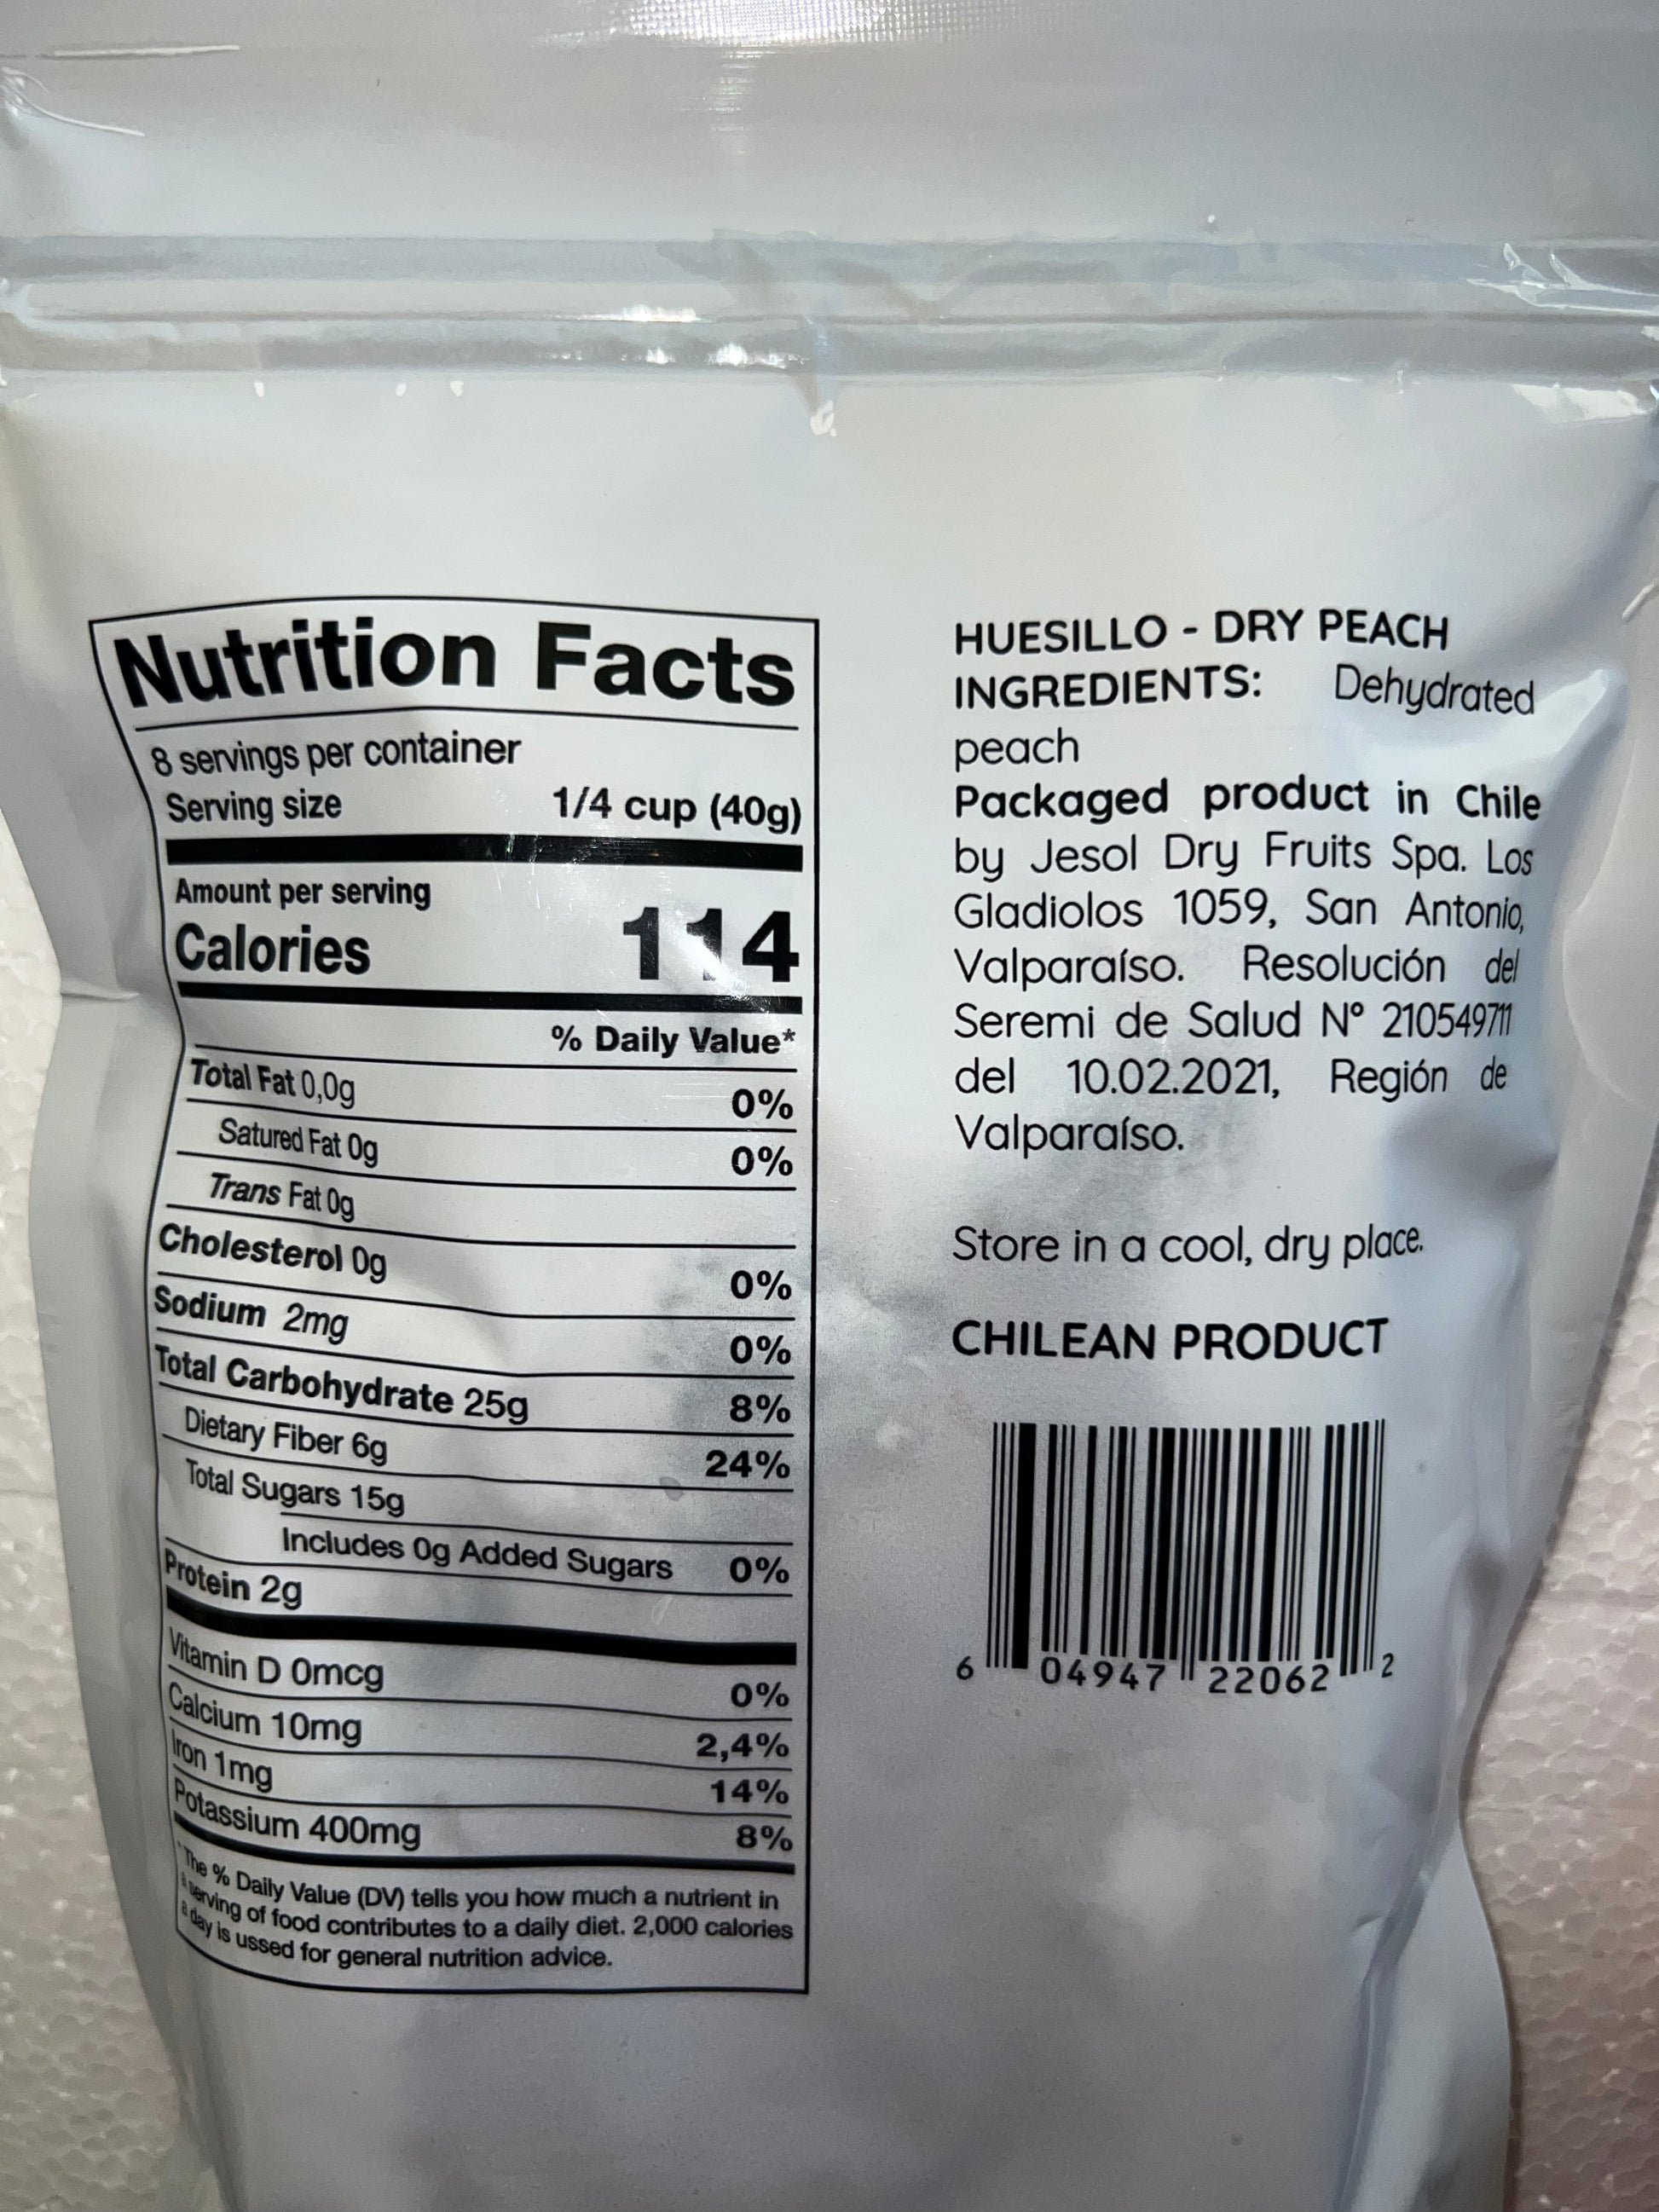 Nutrition Facts
8 servings per container
Serving size 1/4 cup (40g)
Amount per serving
Calories 114
% Daily Value*
Total Fat 0,0g 0%
Satured Fat 0g 0%
Trans Fat 0g
Cholesterol 0g 0%
Sodium 2mg 0%
Total Carbohydrate 25g 8%
Dietary Fiber 6g 24%
Total Sugars 15g
Includes 0g Added Sugars 0%
Protein 2g
Vitamin D 0mcg 0%
Calcium 10mg 2,4%
Iron 1mg 14%
Potassium 400mg 8%
*The % Daily Value (DV) tells you how much a nutrient in
a serving of food contributes to a daily diet. 2,000 calories
a day is ussed for general nutrition advice.
HUESILLO - DRY PEACH
INGREDIENTS: Dehydrated
peach
Packaged product in Chile
by Jesol Dry Fruits Spa. Los
Gladiolos 1059, San Antonio,
Valparaíso. Resolución del
Seremi de Salud N° 210549711
del 10.02.2021, Región de
Valparaíso.
Store in a cool, dry place.
CHILEAN PRODUCT
6 04947 22062 2